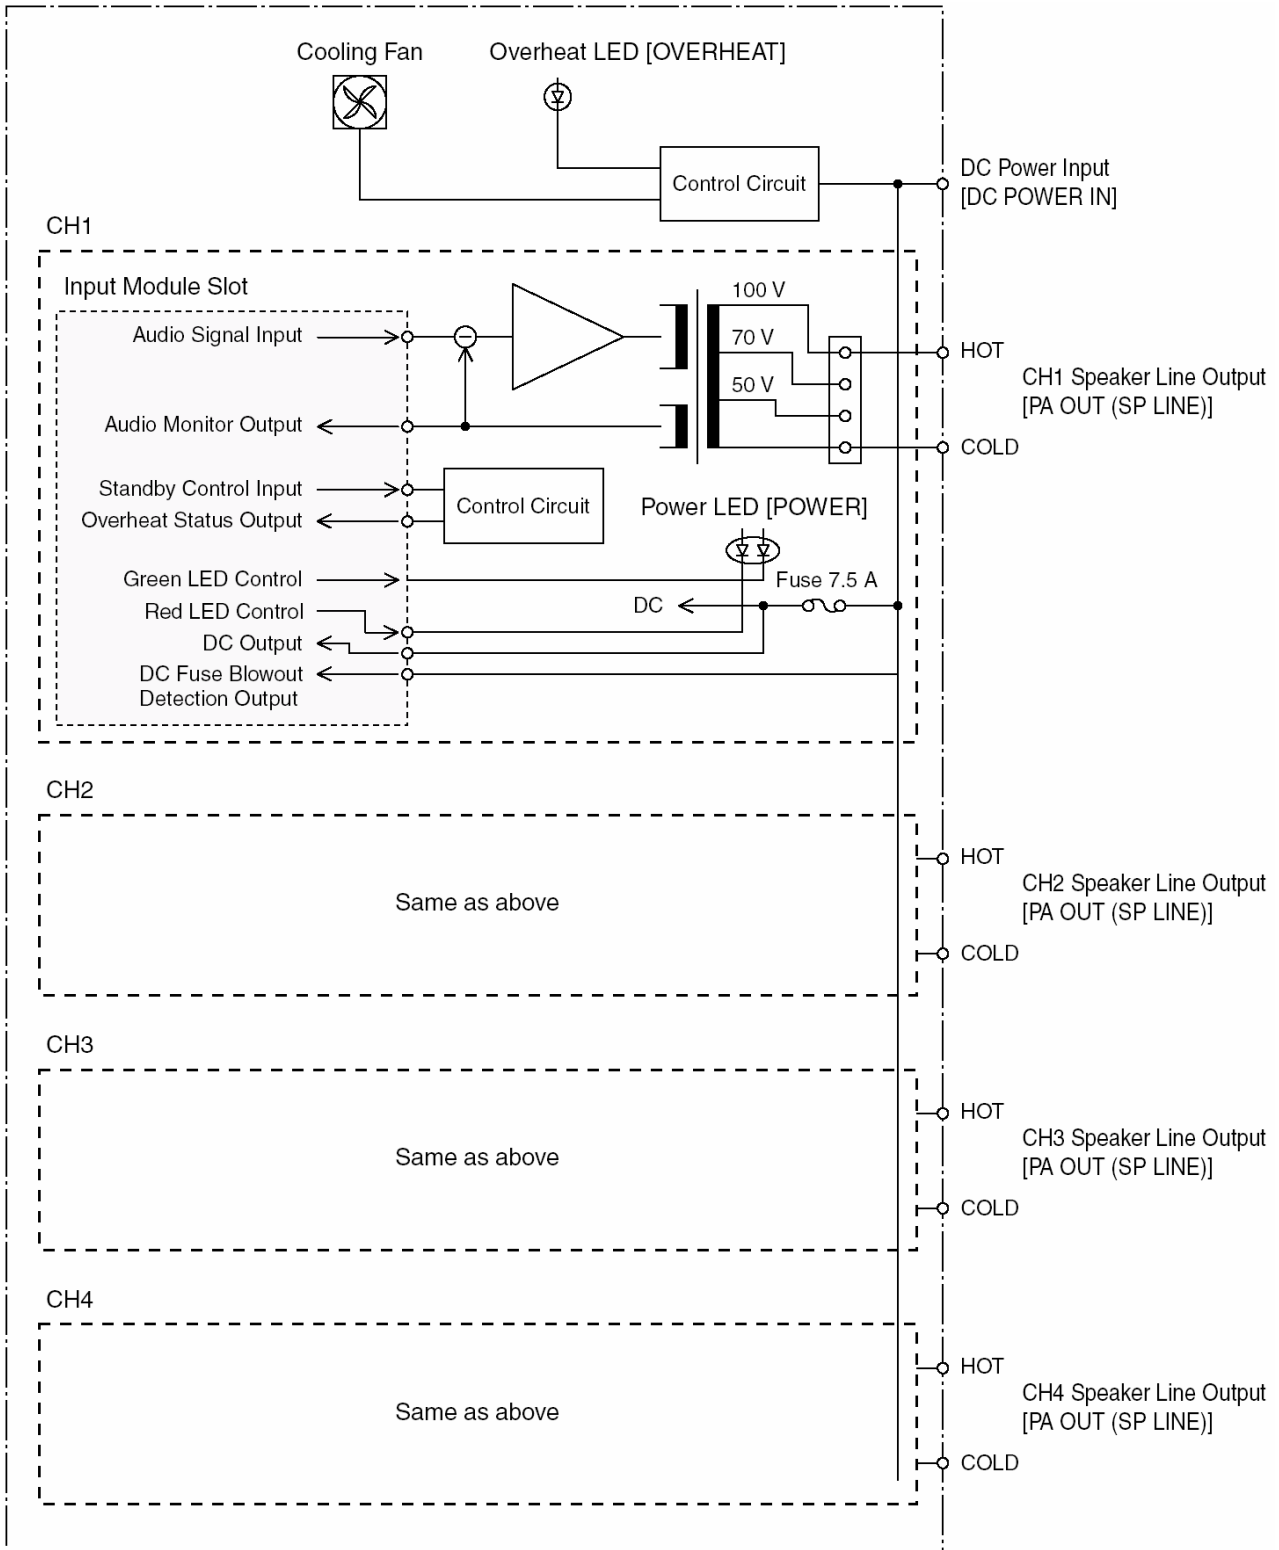 Cooling Fan
Overheat LED [OVERHEAT]
Control Circuit
DC Power Input
[DC POWER IN]
CH1
Input Module Slot
Audio Signal Input
Audio Monitor Output
Standby Control Input
Overheat Status Output
Green LED Control
Red LED Control
DC Output
DC Fuse Blowout
Detection Output
100 V
70 V
50 V
Control Circuit
Power LED [POWER]
Fuse 7.5 A
DC
HOT
CH1 Speaker Line Output
[PA OUT (SP LINE)]
COLD
CH2
Same as above
HOT
CH2 Speaker Line Output
[PA OUT (SP LINE)]
COLD
CH3
Same as above
HOT
CH3 Speaker Line Output
[PA OUT (SP LINE)]
COLD
CH4
Same as above
HOT
CH4 Speaker Line Output
[PA OUT (SP LINE)]
COLD